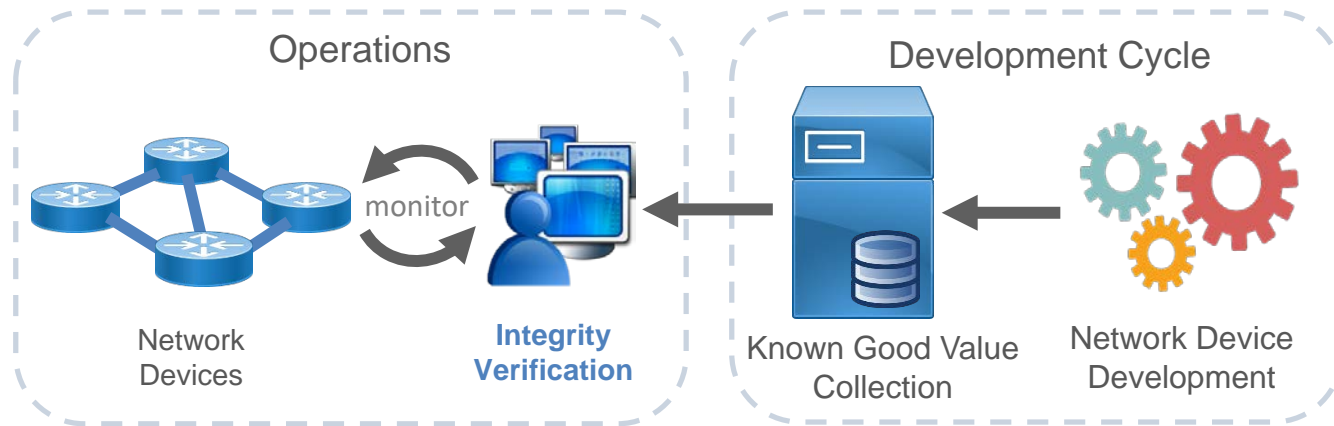 Operations
monitor
Network
Devices
Integrity
Verification
Development Cycle
Known Good Value
Collection
Network Device
Development